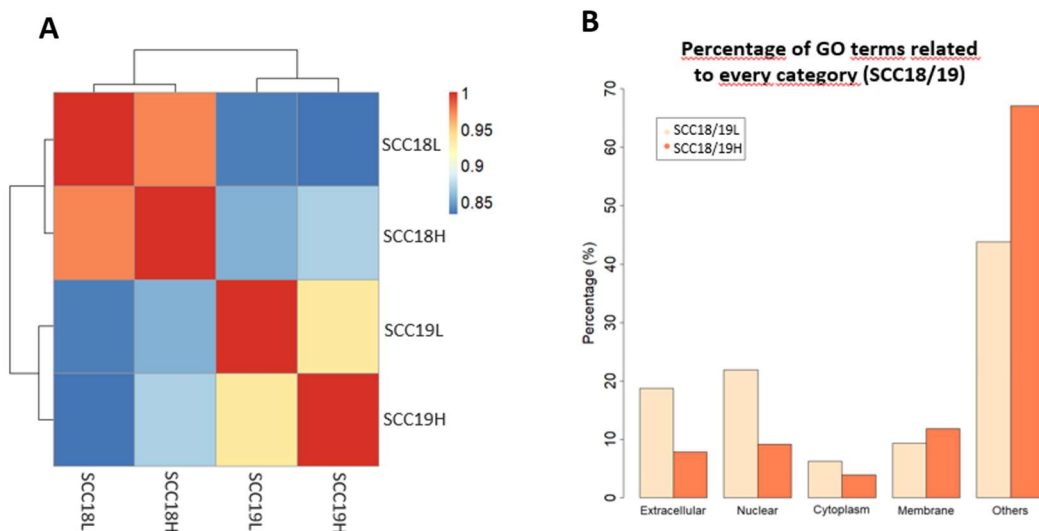 A
1
0.95
0.9
0.85
SCC18L
SCC18H
SCC19L
SCC19H
SCC18L
SCC18H
SCC19L
SCC19H
B
Percentage of GO terms related
to every category (SCC18/19)
SCC18/19L
SCC18/19H
Percentage (%)
70
60
50
40
30
20
10
0
Extracellular
Nuclear
Cytoplasm
Membrane
Others